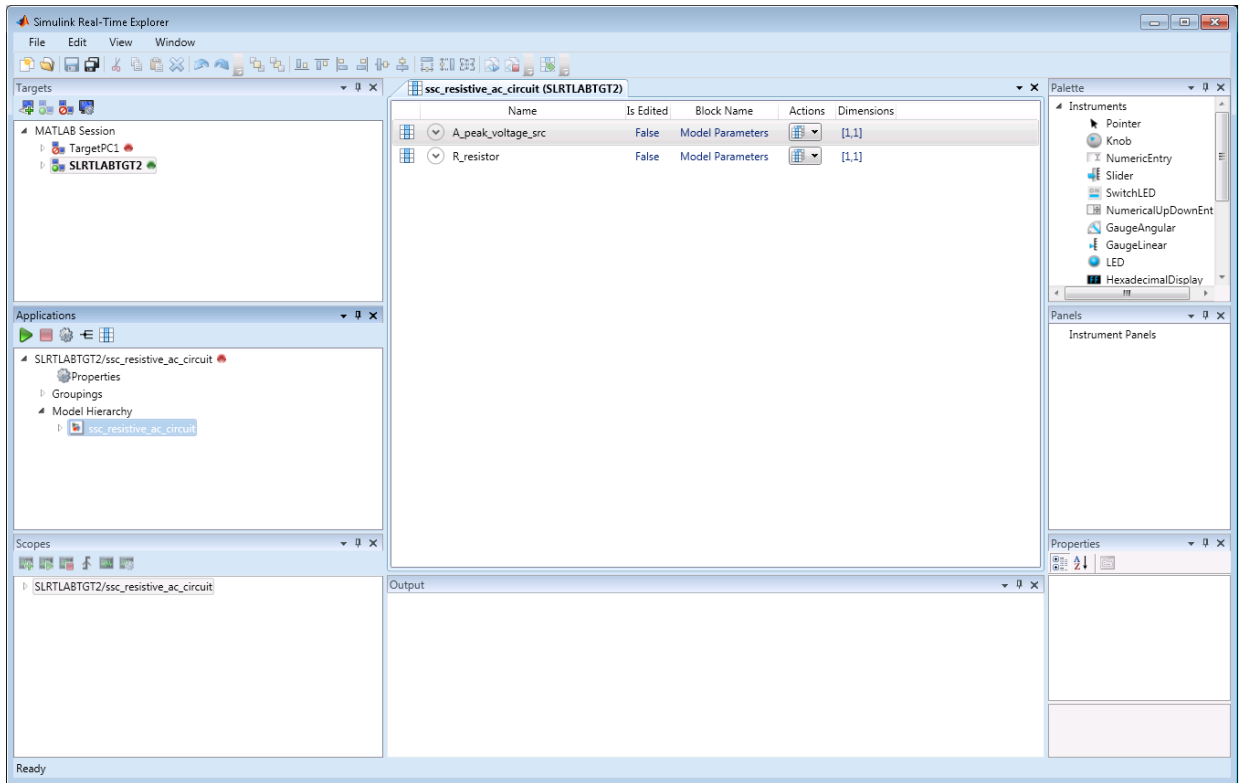 Simulink Real-Time Explorer
File Edit View Window
Targets
MATLAB Session
TargetPC1
SLRTLABTGT2
Applications
SLRTLABTGT2/ssc_resistive_ac_circuit
Properties
Groupings
Model Hierarchy
ssc_resistive_ac_circuit
Scopes
SLRTLABTGT2/ssc_resistive_ac_circuit
ssc_resistive_ac_circuit (SLRTLABTGT2)
Name Is Edited Block Name Actions Dimensions
A_peak_voltage_src False Model Parameters [1,1]
R_resistor False Model Parameters [1,1]
Output
Palette
Instruments
Pointer
Knob
NumericEntry
Slider
SwitchLED
NumericalUpDownEnt
GaugeAngular
GaugeLinear
LED
HexadecimalDisplay
Panels
Instrument Panels
Properties
Ready